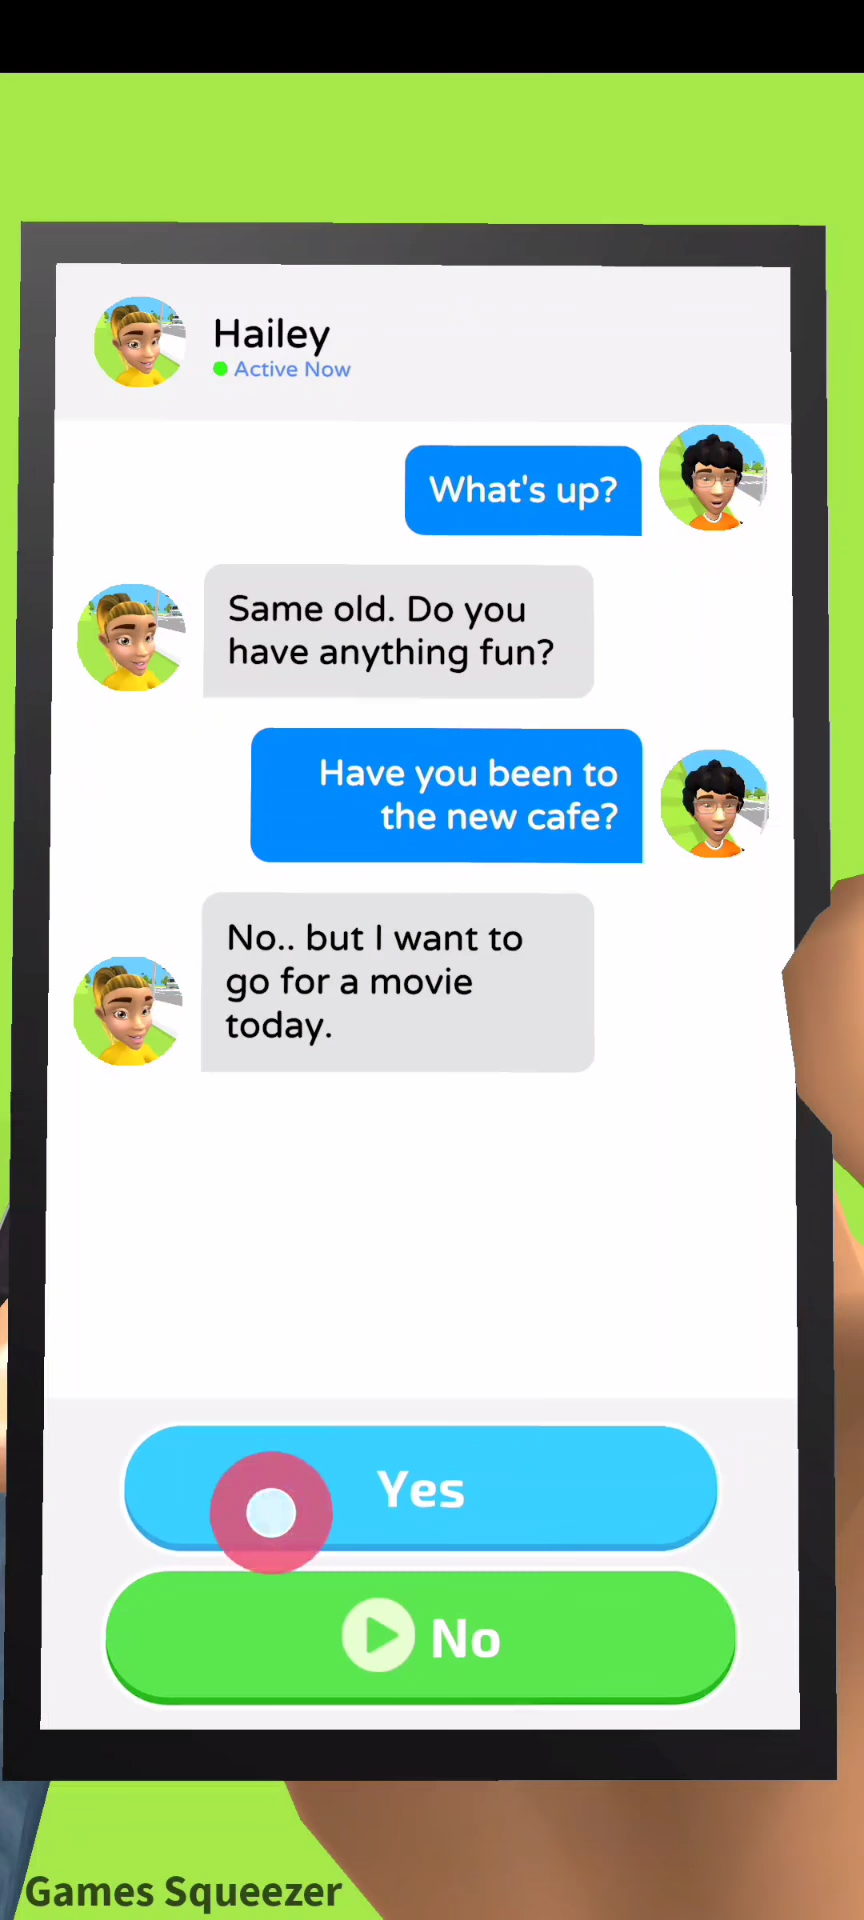 Hailey
Active Now
What's up?
Same old. Do you
have anything fun?
Have you been to
the new cafe?
No.. but I want to
go for a movie
today.
Yes
No
Games Squeezer